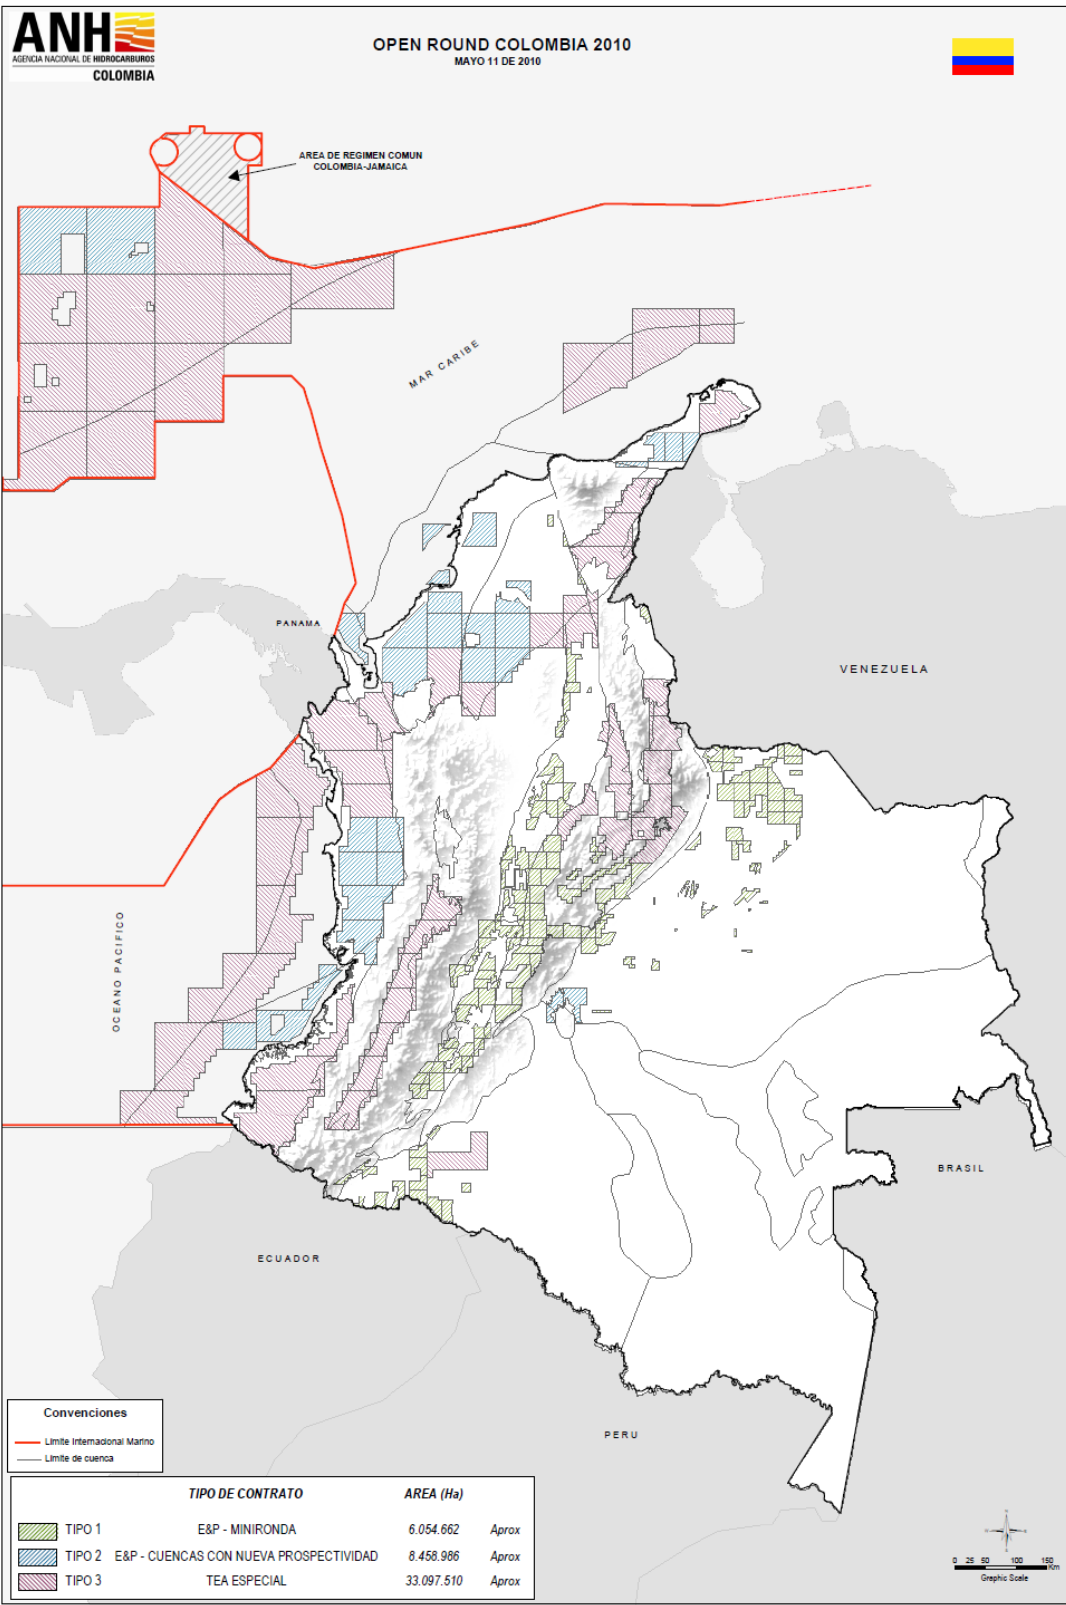 ANH
AGENCIA NACIONAL DE HIDROCARBUROS
COLOMBIA
OPEN ROUND COLOMBIA 2010
MAYO 11 DE 2010
AREA DE REGIMEN COMUN
COLOMBIA-JAMAICA
MAR CARIBE
PANAMA
VENEZUELA
OCEANO PACIFICO
BRASIL
ECUADOR
PERU
Convenciones
Limite Internacional Marino
Limite de cuenca
TIPO DE CONTRATO AREA (Ha)
TIPO 1 E&P - MINIRONDA 6.054.662 Aprox
TIPO 2 E&P - CUENCAS CON NUEVA PROSPECTIVIDAD 8.458.986 Aprox
TIPO 3 TEA ESPECIAL 33.097.510 Aprox
0 25 50 100 150
Km
Graphic Scale